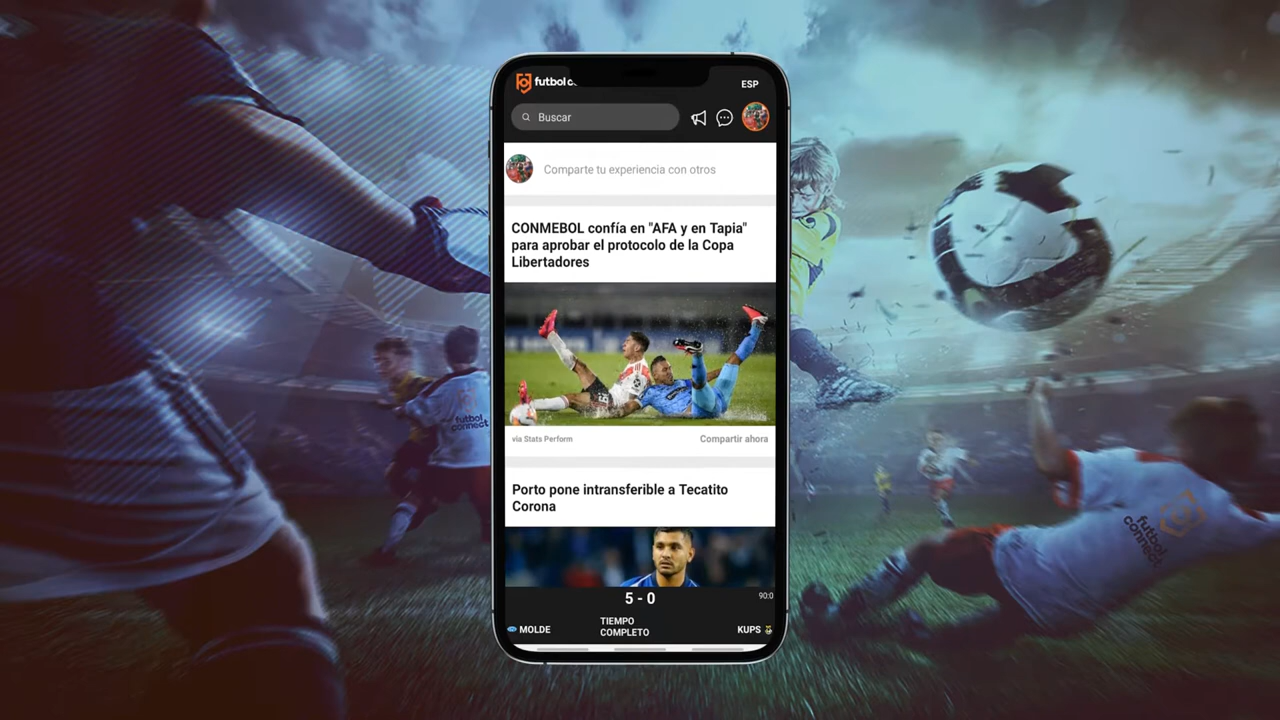 futbol c
ESP
Buscar
Comparte tu experiencia con otros
CONMEBOL confía en "AFA y en Tapia"
para aprobar el protocolo de la Copa
Libertadores
via Stats Perform
Compartir ahora
Porto pone intransferible a Tecatito
Corona
5 - 0
90:0
MOLDE
TIEMPO
COMPLETO
KUPS
futbol
connect
futbol
connect